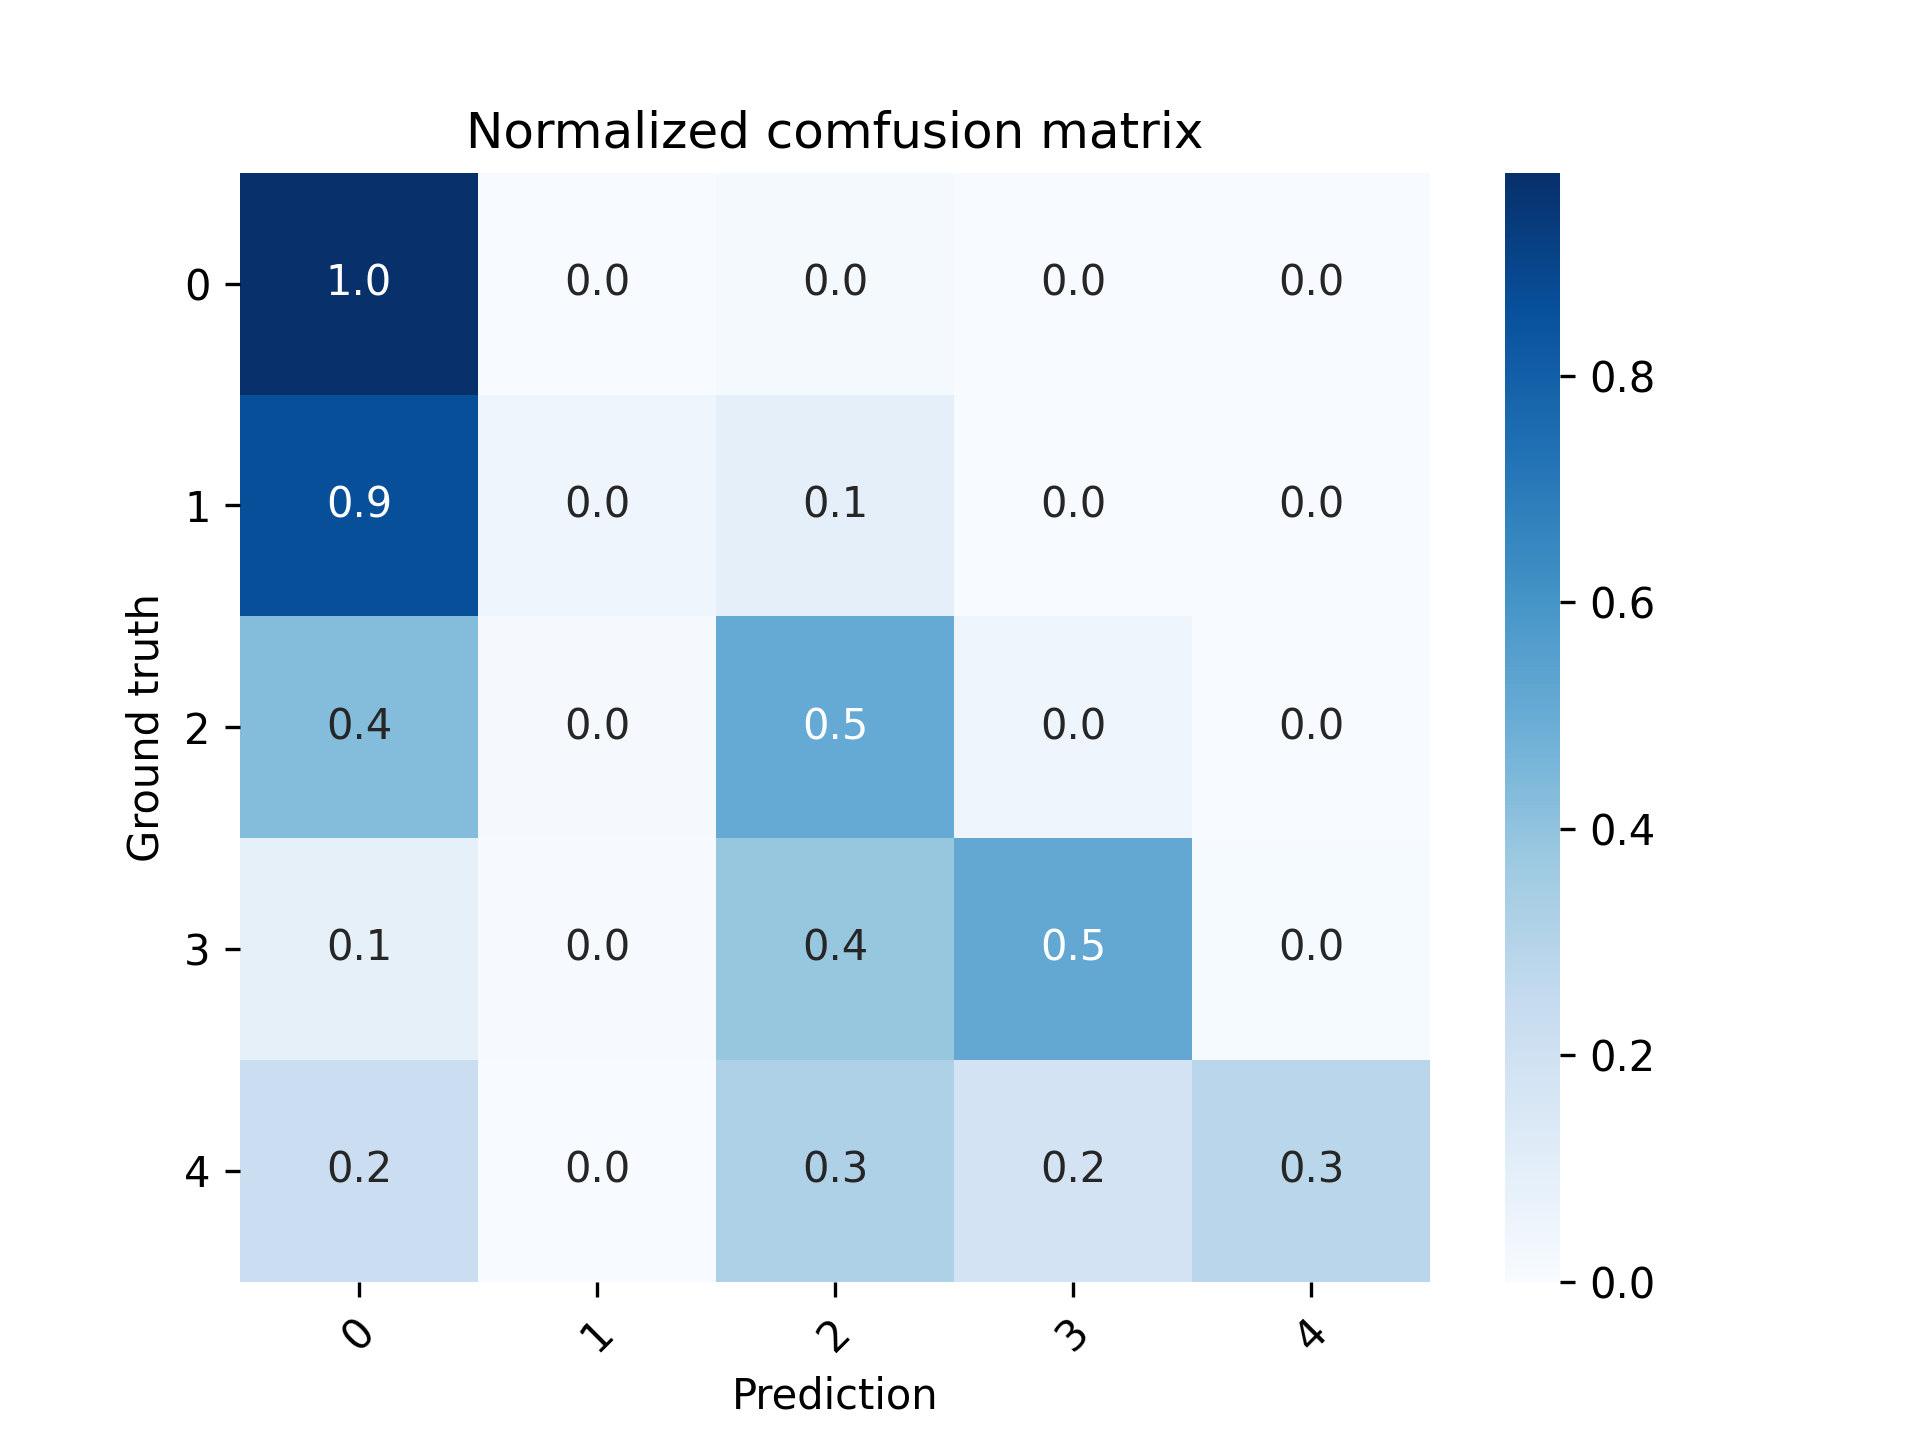 Normalized comfusion matrix
0 1.0 0.0 0.0 0.0 0.0
1 0.9 0.0 0.1 0.0 0.0
2 0.4 0.0 0.5 0.0 0.0
3 0.1 0.0 0.4 0.5 0.0
4 0.2 0.0 0.3 0.2 0.3
Ground truth
0 1 2 3 4
Prediction
0.8
0.6
0.4
0.2
0.0